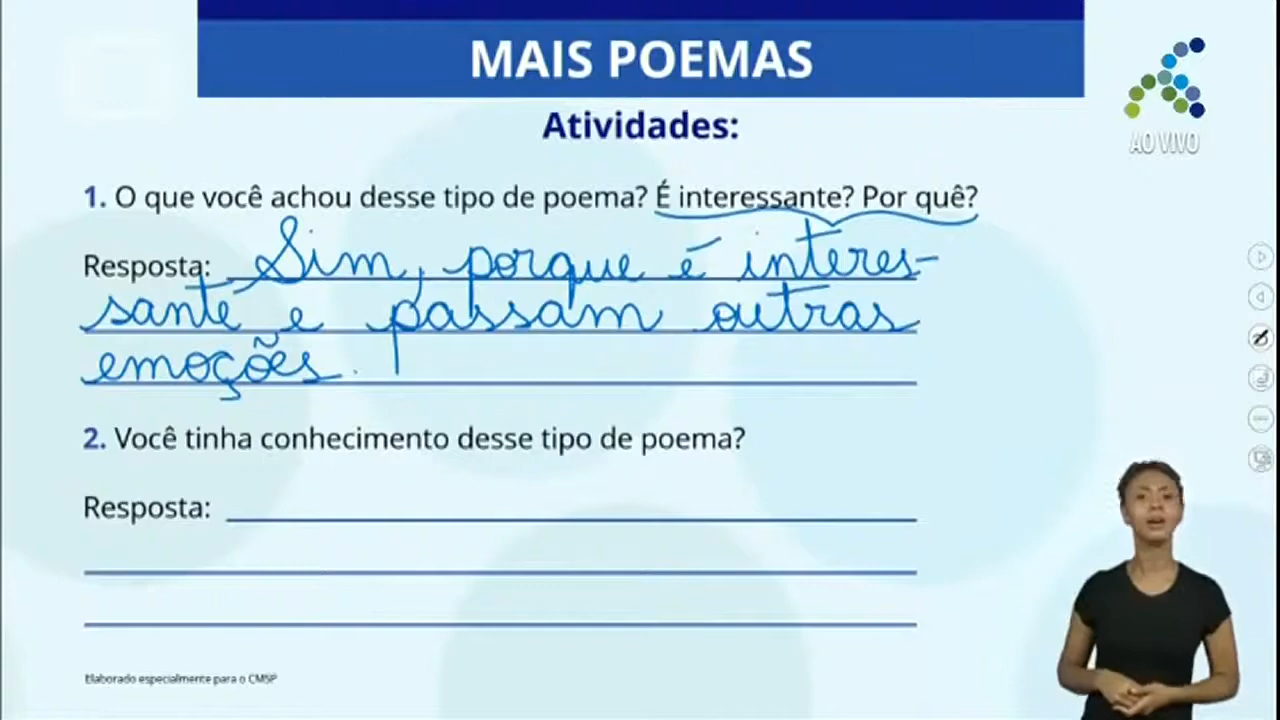 MAIS POEMAS
AO VIVO
Atividades:
1. O que você achou desse tipo de poema? É interessante? Por quê?
Resposta: Sim, porque é interes-
sante e passam outras
emoções.
2. Você tinha conhecimento desse tipo de poema?
Resposta:
Elaborado especialmente para o CMSP